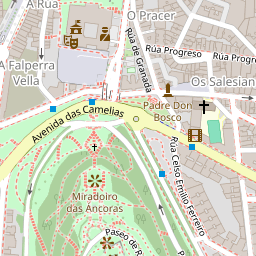 A Rúa
O Pracer
Rúa de Granada
Rúa Progreso
Rúa Progreso
A Falperra
Vella
Os Salesian
Avenida das Camelias
Padre Don
Bosco
Rúa Celso Emilio Ferreiro
Miradoiro
das Áncoras
Paseo de R